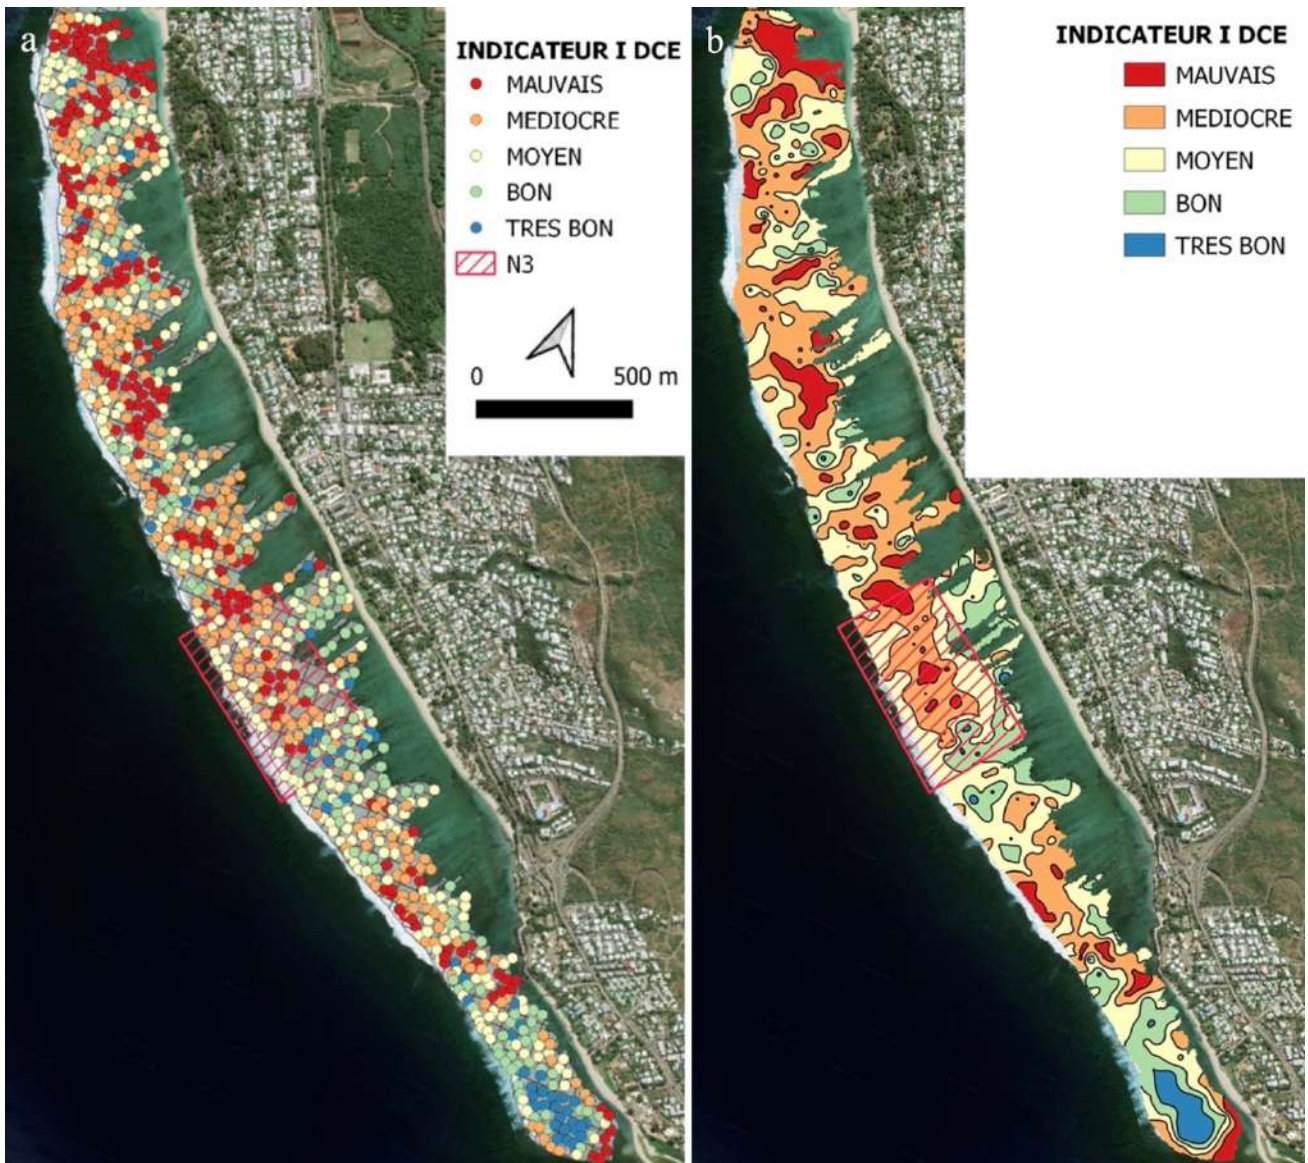 a
INDICATEUR I DCE
MAUVAIS
MEDIOCRE
MOYEN
BON
TRES BON
N3
0 500 m
b
INDICATEUR I DCE
MAUVAIS
MEDIOCRE
MOYEN
BON
TRES BON